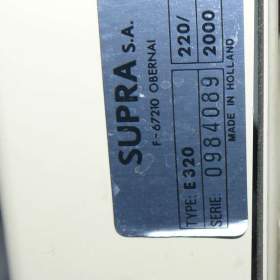 SUPRA S.A.
F-67210 OBERNAI
TYPE: E 320
220/
2000
SERIE: 0984089
MADE IN HOLLAND